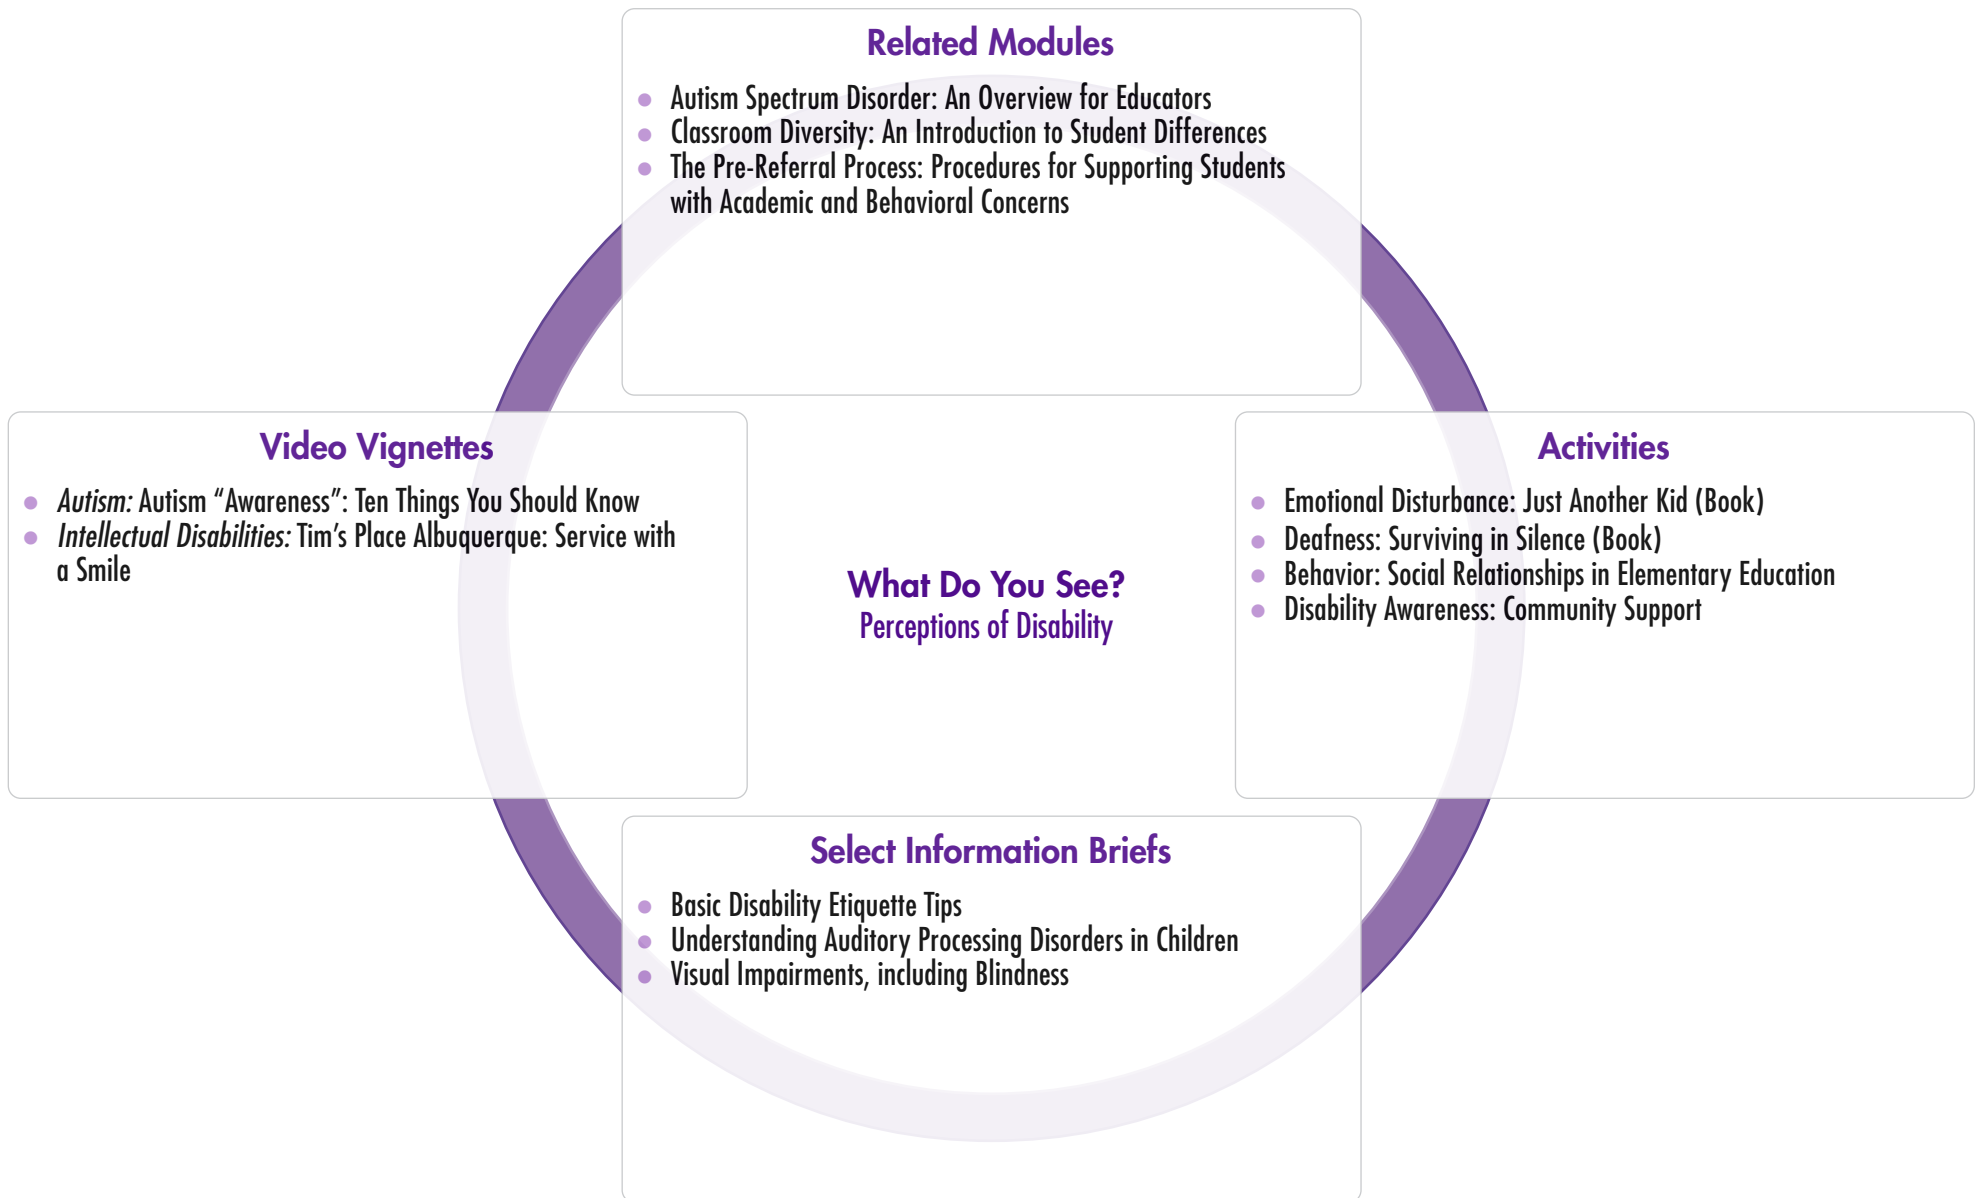 Related Modules
Autism Spectrum Disorder: An Overview for Educators
Classroom Diversity: An Introduction to Student Differences
The Pre-Referral Process: Procedures for Supporting Students
with Academic and Behavioral Concerns
Video Vignettes
Autism: Autism “Awareness”: Ten Things You Should Know
Intellectual Disabilities: Tim’s Place Albuquerque: Service with
a Smile
What Do You See?
Perceptions of Disability
Activities
Emotional Disturbance: Just Another Kid (Book)
Deafness: Surviving in Silence (Book)
Behavior: Social Relationships in Elementary Education
Disability Awareness: Community Support
Select Information Briefs
Basic Disability Etiquette Tips
Understanding Auditory Processing Disorders in Children
Visual Impairments, including Blindness